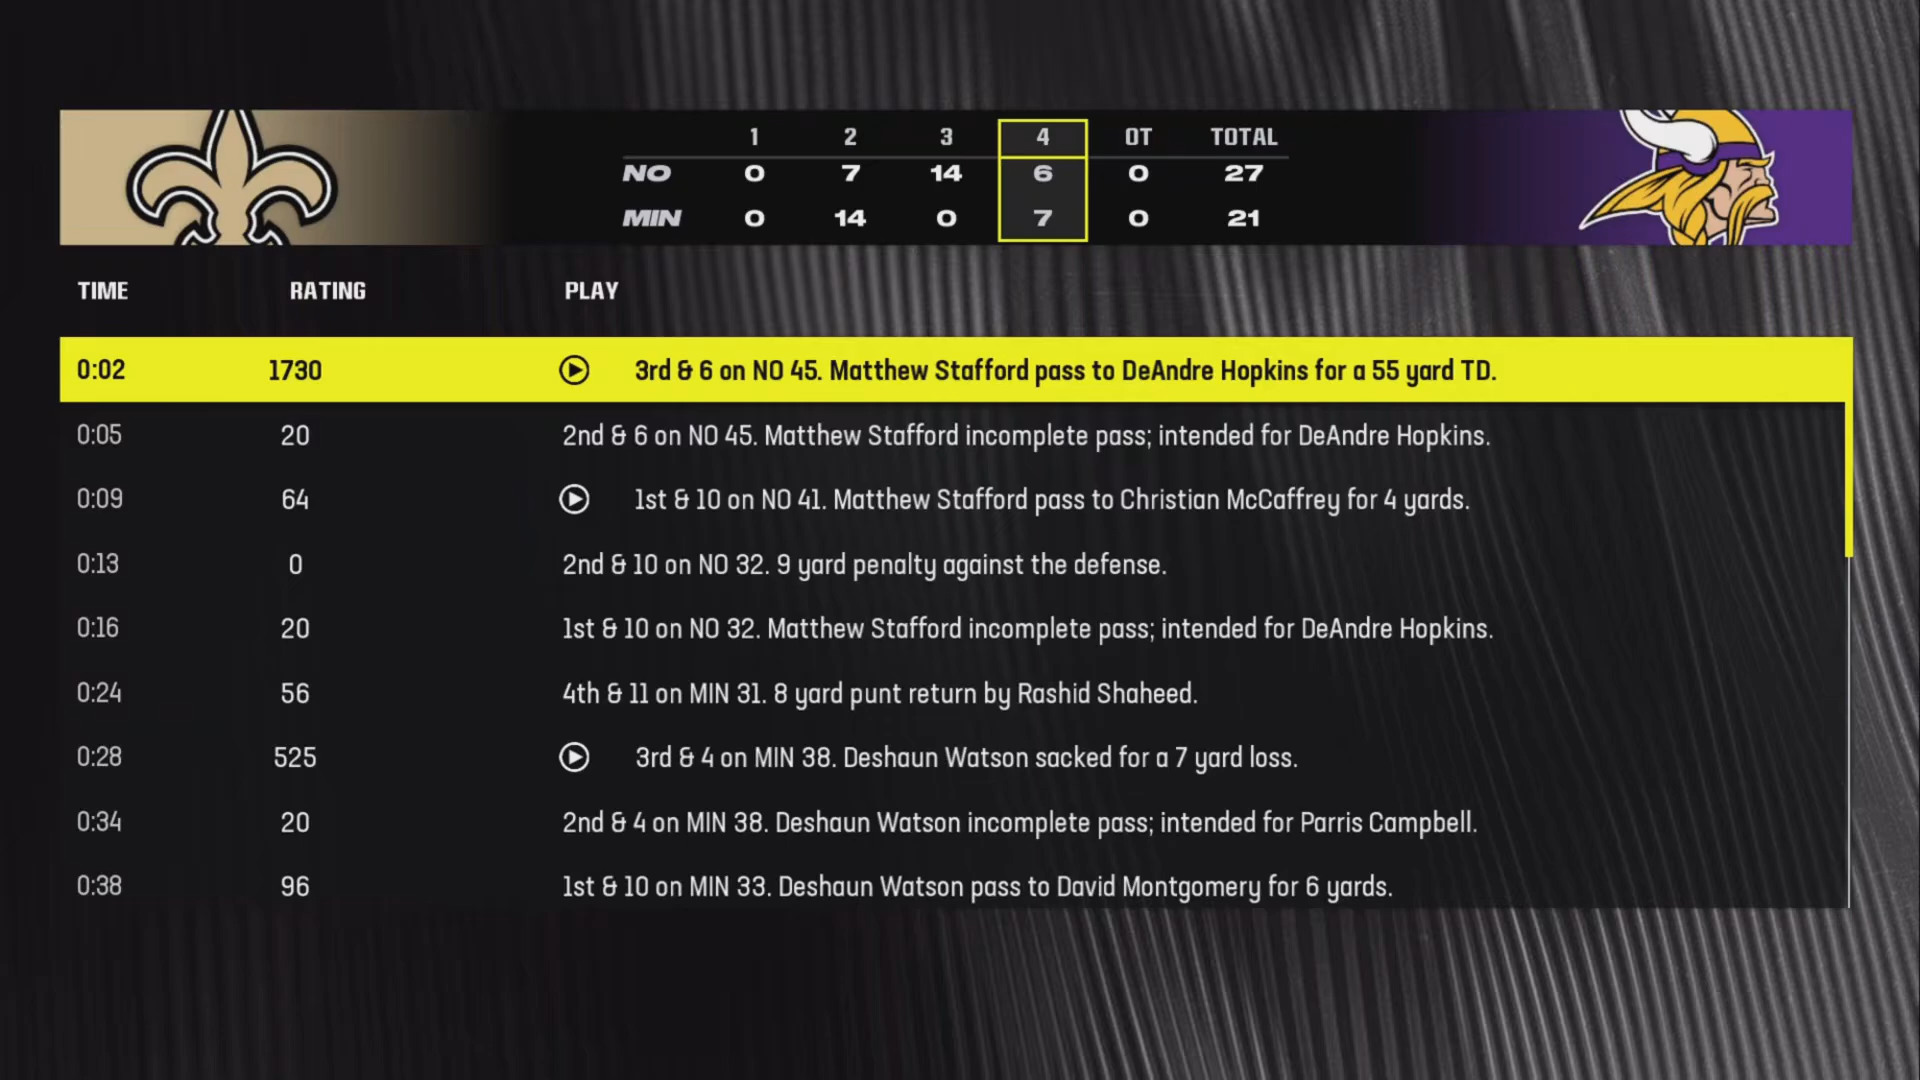 1 2 3 4 OT TOTAL
NO 0 7 14 6 0 27
MIN 0 14 0 7 0 21
TIME RATING PLAY
0:02 1730 3rd & 6 on NO 45. Matthew Stafford pass to DeAndre Hopkins for a 55 yard TD.
0:05 20 2nd & 6 on NO 45. Matthew Stafford incomplete pass; intended for DeAndre Hopkins.
0:09 64 1st & 10 on NO 41. Matthew Stafford pass to Christian McCaffrey for 4 yards.
0:13 0 2nd & 10 on NO 32. 9 yard penalty against the defense.
0:16 20 1st & 10 on NO 32. Matthew Stafford incomplete pass; intended for DeAndre Hopkins.
0:24 56 4th & 11 on MIN 31. 8 yard punt return by Rashid Shaheed.
0:28 525 3rd & 4 on MIN 38. Deshaun Watson sacked for a 7 yard loss.
0:34 20 2nd & 4 on MIN 38. Deshaun Watson incomplete pass; intended for Parris Campbell.
0:38 96 1st & 10 on MIN 33. Deshaun Watson pass to David Montgomery for 6 yards.